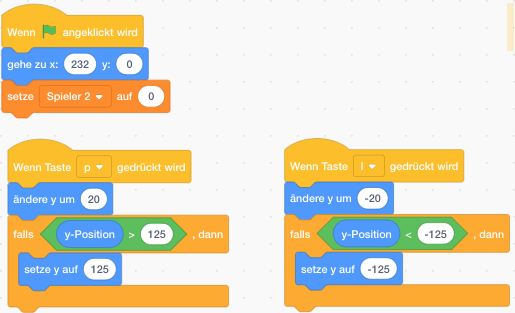 Wenn angeklickt wird
gehe zu x: 232 y: 0
setze Spieler 2 auf 0
Wenn Taste p gedrückt wird
ändere y um 20
falls y-Position > 125 , dann
setze y auf 125
Wenn Taste l gedrückt wird
ändere y um -20
falls y-Position < -125 , dann
setze y auf -125